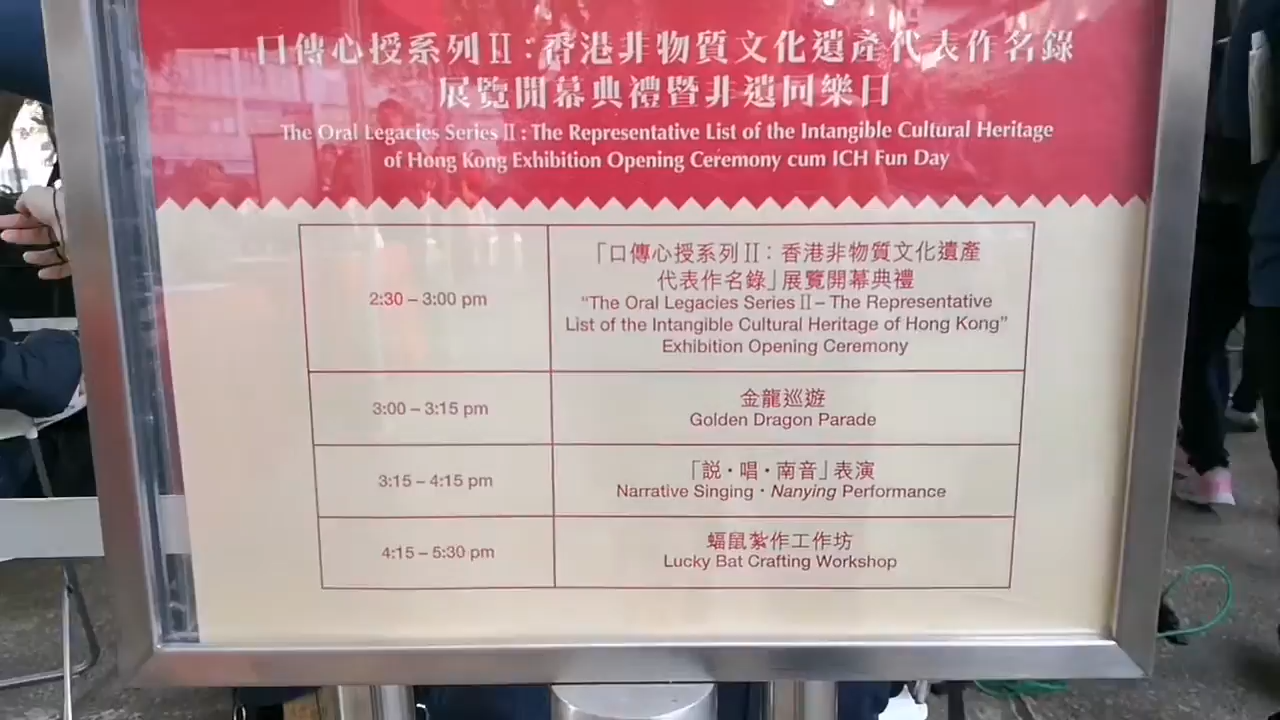 口傳心授系列II：香港非物質文化遺產代表作名錄
展覽開幕典禮暨非遺同樂日
The Oral Legacies Series II : The Representative List of the Intangible Cultural Heritage
of Hong Kong Exhibition Opening Ceremony cum ICH Fun Day
2:30 – 3:00 pm
「口傳心授系列II：香港非物質文化遺產
代表作名錄」展覽開幕典禮
“The Oral Legacies Series II – The Representative
List of the Intangible Cultural Heritage of Hong Kong”
Exhibition Opening Ceremony
3:00 – 3:15 pm
金龍巡遊
Golden Dragon Parade
3:15 – 4:15 pm
「説・唱・南音」表演
Narrative Singing・Nanying Performance
4:15 – 5:30 pm
蝠鼠紮作工作坊
Lucky Bat Crafting Workshop